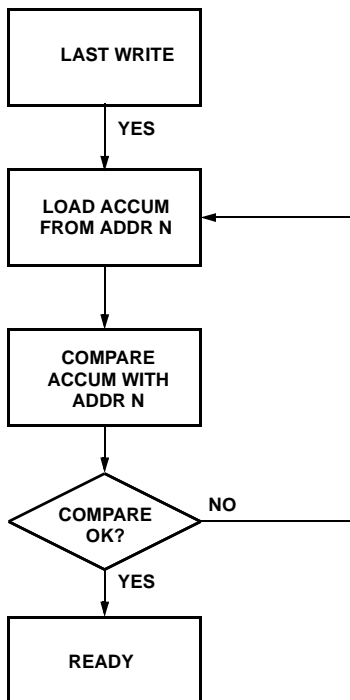 LAST WRITE
YES
LOAD ACCUM
FROM ADDR N
COMPARE
ACCUM WITH
ADDR N
COMPARE
OK?
NO
YES
READY